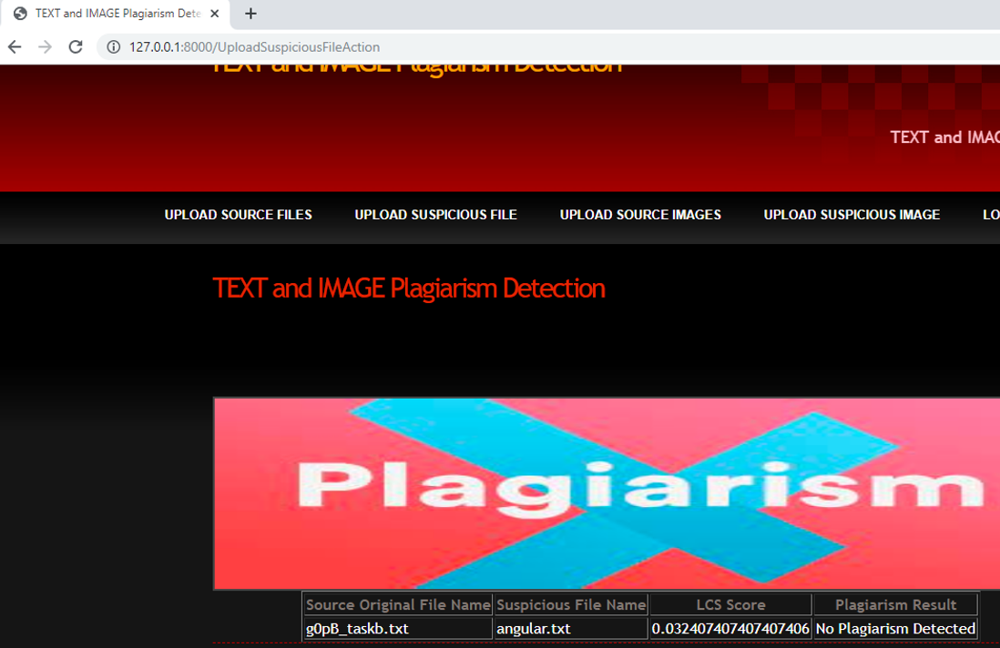 TEXT and IMAGE Plagiarism Dete
127.0.0.1:8000/UploadSuspiciousFileAction
TEXT and IMAGE Plagiarism Detection
TEXT and IMAG
UPLOAD SOURCE FILES UPLOAD SUSPICIOUS FILE UPLOAD SOURCE IMAGES UPLOAD SUSPICIOUS IMAGE LO
TEXT and IMAGE Plagiarism Detection
Plagiarism
Source Original File Name Suspicious File Name LCS Score Plagiarism Result
g0pB_taskb.txt angular.txt 0.032407407407407406 No Plagiarism Detected